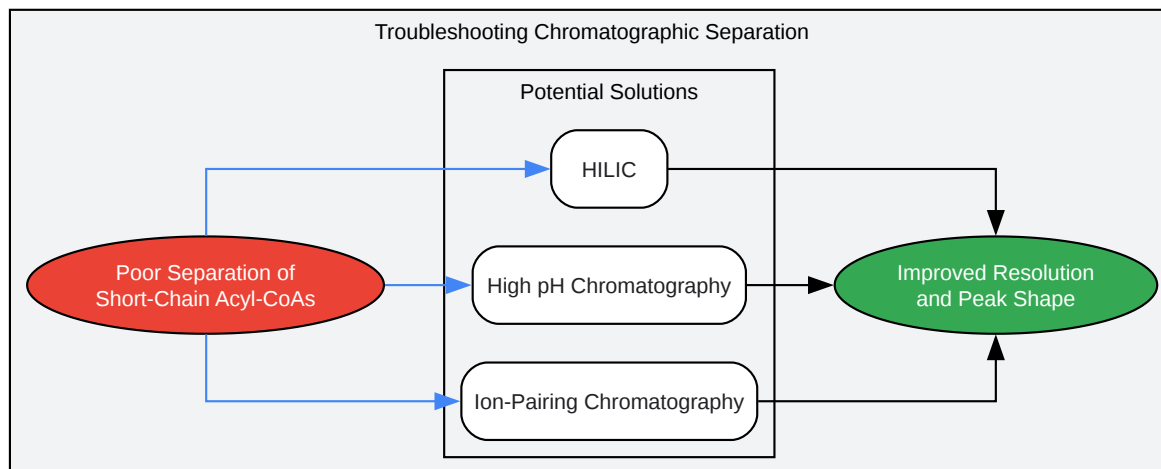 Troubleshooting Chromatographic Separation
Potential Solutions
HILIC
Poor Separation of
Short-Chain Acyl-CoAs
High pH Chromatography
Improved Resolution
and Peak Shape
Ion-Pairing Chromatography